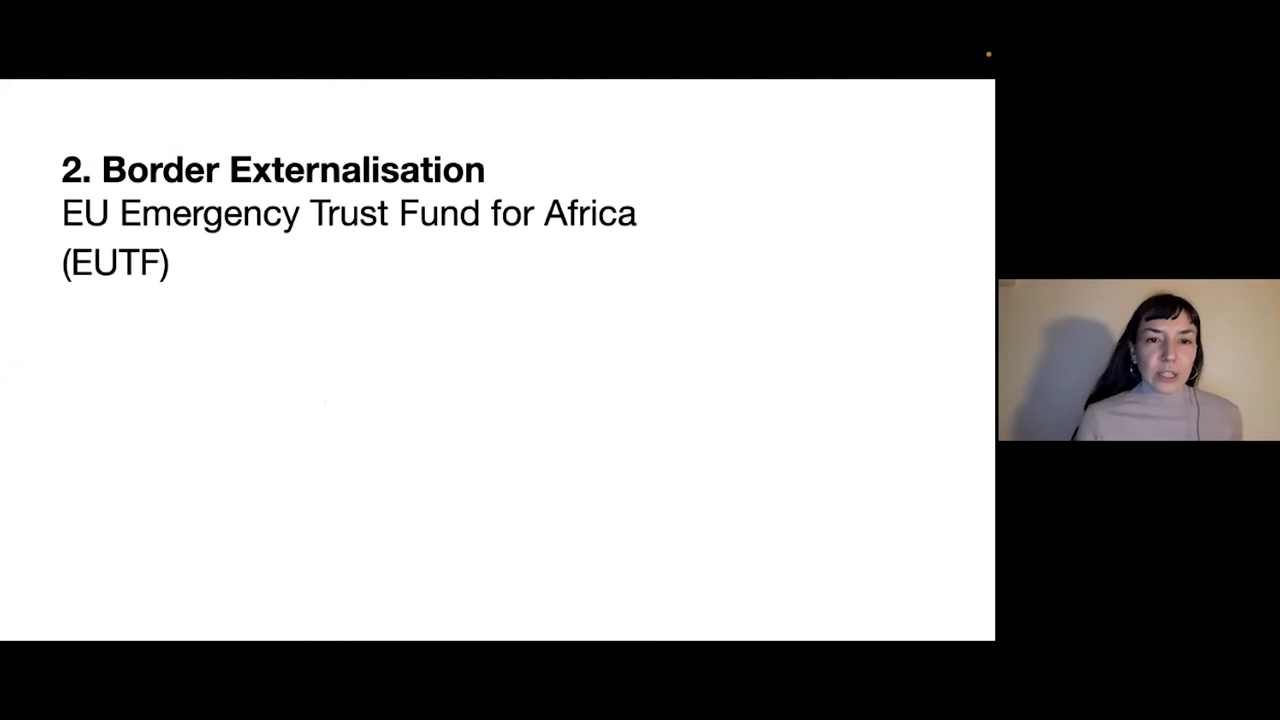 2. Border Externalisation
EU Emergency Trust Fund for Africa
(EUTF)